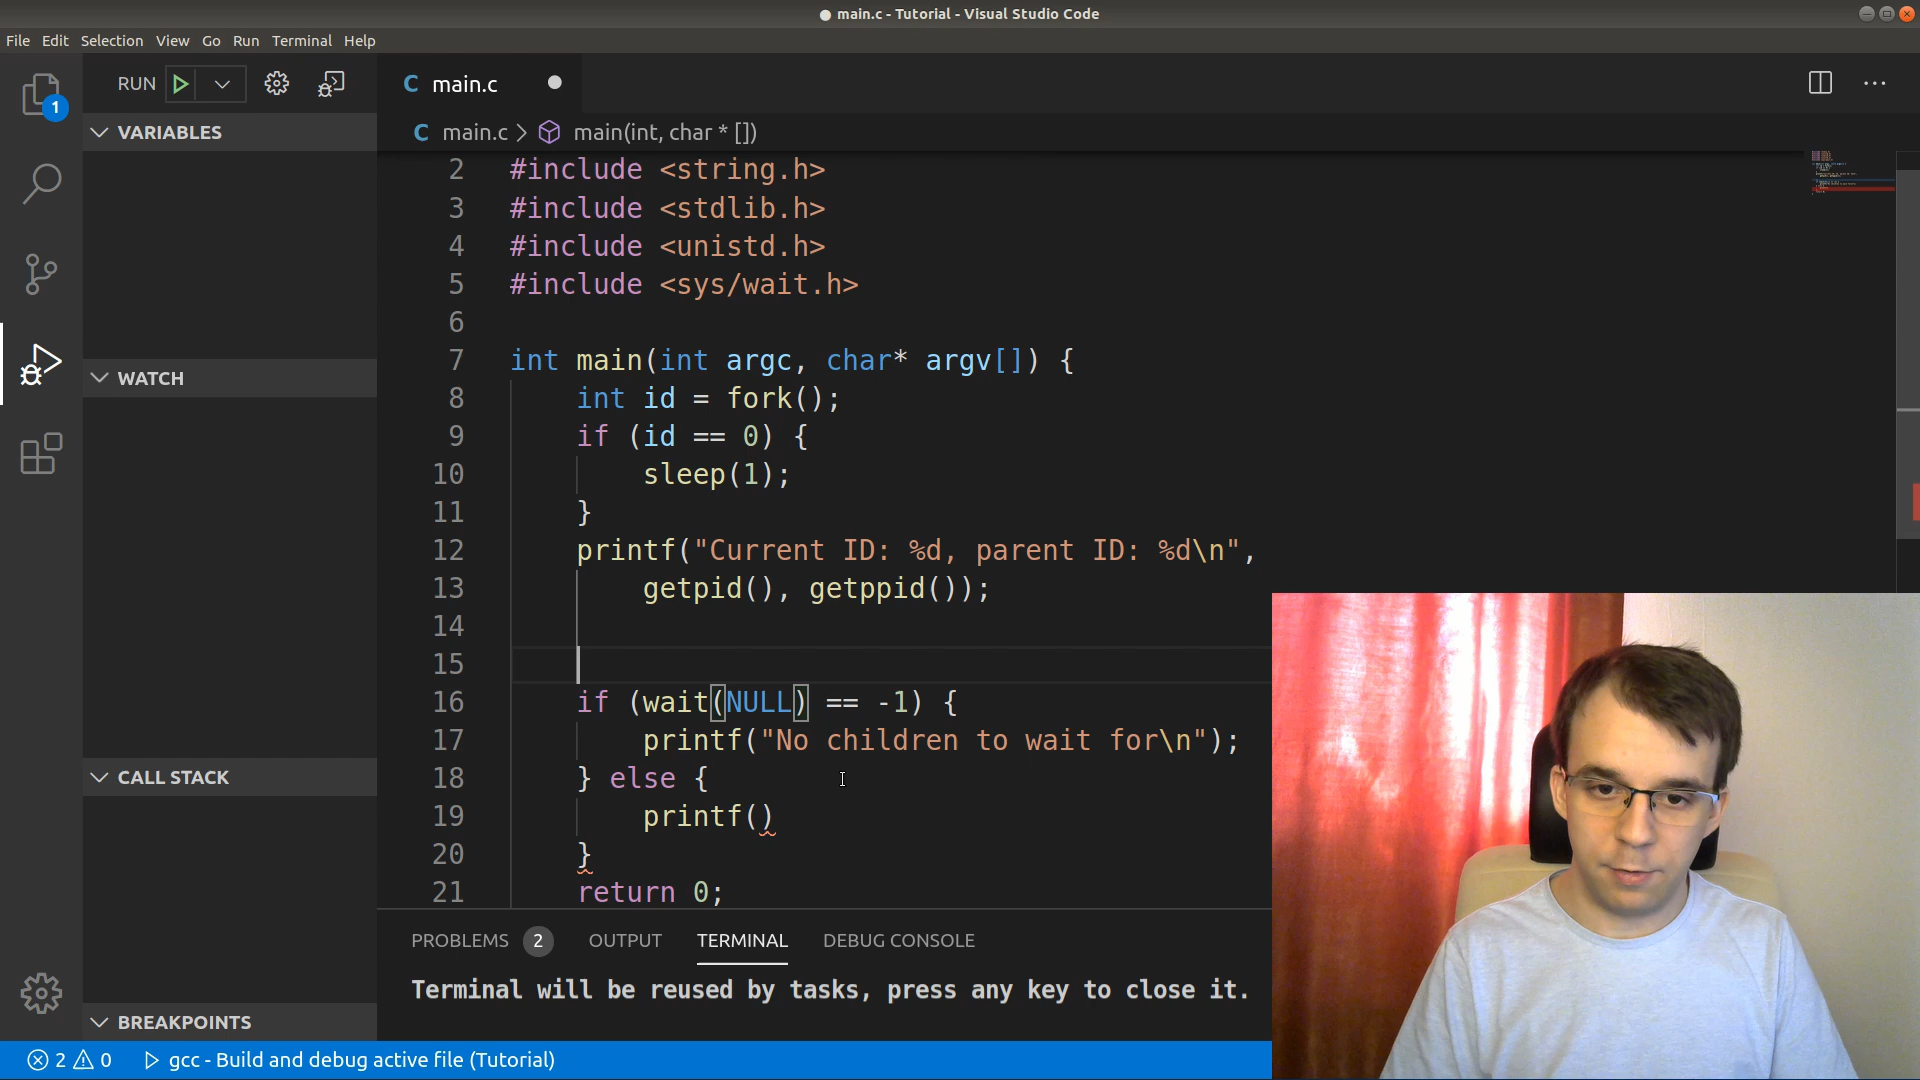 ● main.c - Tutorial - Visual Studio Code
File Edit Selection View Go Run Terminal Help
1
RUN
VARIABLES
WATCH
CALL STACK
BREAKPOINTS
C main.c
C main.c > main(int, char * [])
2 #include <string.h>
3 #include <stdlib.h>
4 #include <unistd.h>
5 #include <sys/wait.h>
6
7 int main(int argc, char* argv[]) {
8 int id = fork();
9 if (id == 0) {
10 sleep(1);
11 }
12 printf("Current ID: %d, parent ID: %d\n",
13 getpid(), getppid());
14
15
16 if (wait(NULL) == -1) {
17 printf("No children to wait for\n");
18 } else {
19 printf()
20 }
21 return 0;
PROBLEMS 2 OUTPUT TERMINAL DEBUG CONSOLE
Terminal will be reused by tasks, press any key to close it.
2 0 gcc - Build and debug active file (Tutorial)